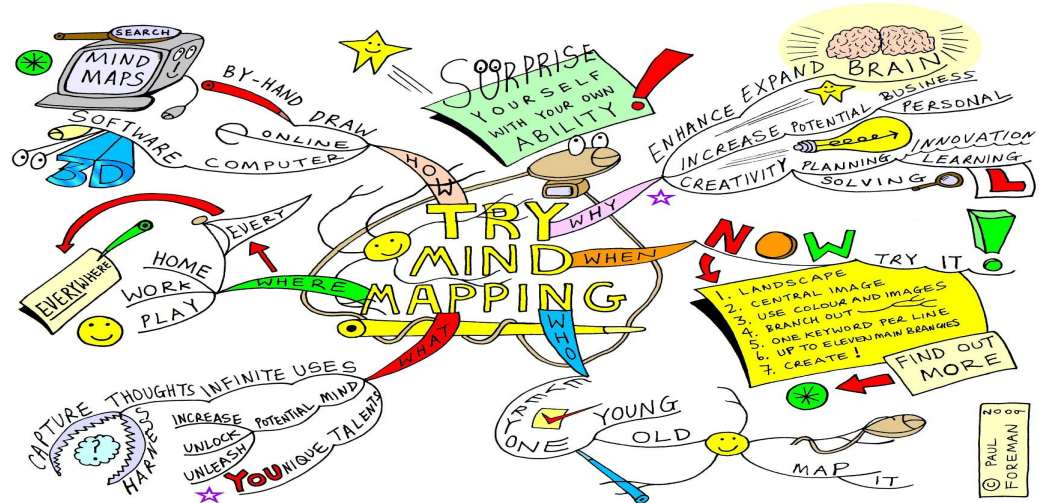 TRY
MIND
MAPPING
HOW
DRAW
BY-HAND
ONLINE
COMPUTER
SOFTWARE
3D
SEARCH
MIND
MAPS
SURPRISE
YOURSELF
WITH YOUR OWN
ABILITY
!
WHY
ENHANCE EXPAND BRAIN
INCREASE POTENTIAL BUSINESS
PERSONAL
CREATIVITY PLANNING INNOVATION
LEARNING
SOLVING
L
WHEN
NOW
TRY IT
!
1. LANDSCAPE
2. CENTRAL IMAGE
3. USE COLOUR AND IMAGES
4. BRANCH OUT
5. ONE KEYWORD PER LINE
6. UP TO ELEVEN MAIN BRANCHES
7. CREATE!
FIND OUT
MORE
WHO
EVERYONE
YOUNG
OLD
MAP IT
WHAT
INFINITE USES
CAPTURE THOUGHTS
HARNESS
POTENTIAL MIND
INCREASE
UNLOCK
UNLEASH
YOUNIQUE TALENTS
?
WHERE
EVERY
EVERYWHERE
HOME
WORK
PLAY
© PAUL
FOREMAN
2009